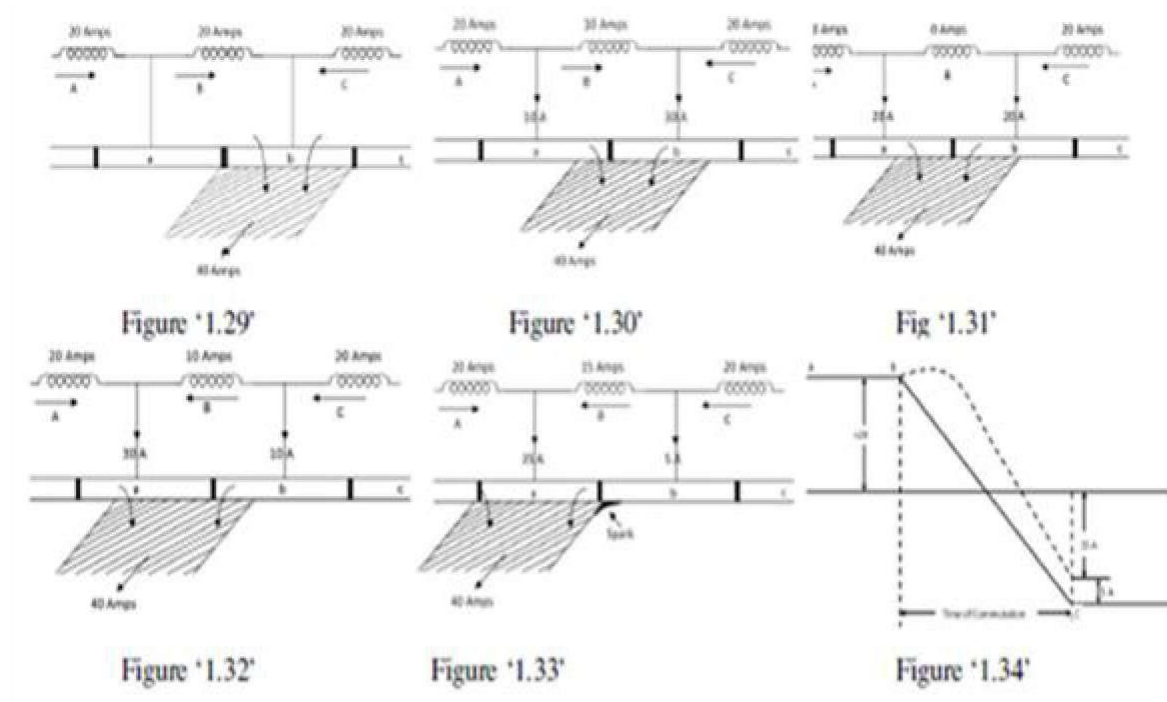 20 Amps 20 Amps 20 Amps
A B C
a b c
40 Amps
Figure '1.29'
20 Amps 10 Amps 20 Amps
A B C
10 A 30 A
a b c
40 Amps
Figure '1.30'
0 Amps 20 Amps
B C
20 A 20 A
a b c
40 Amps
Fig '1.31'
20 Amps 10 Amps 20 Amps
A B C
30 A 10 A
a b c
40 Amps
Figure '1.32'
20 Amps 15 Amps 20 Amps
A B C
35 A 5 A
a b c
Spark
40 Amps
Figure '1.33'
A B
Time of Commutation C
Figure '1.34'